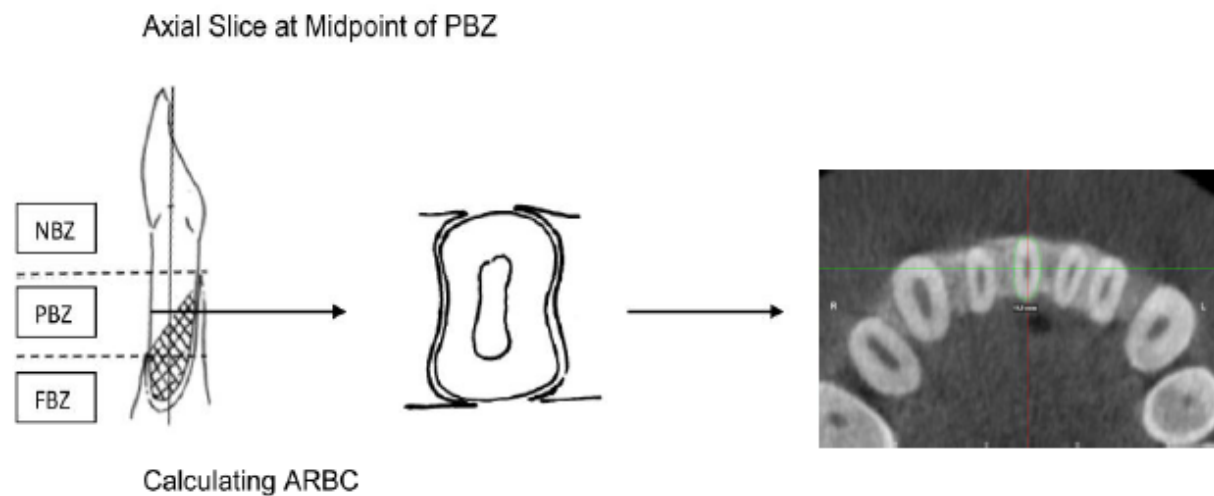 Axial Slice at Midpoint of PBZ
NBZ
PBZ
FBZ
R
L
Calculating ARBC